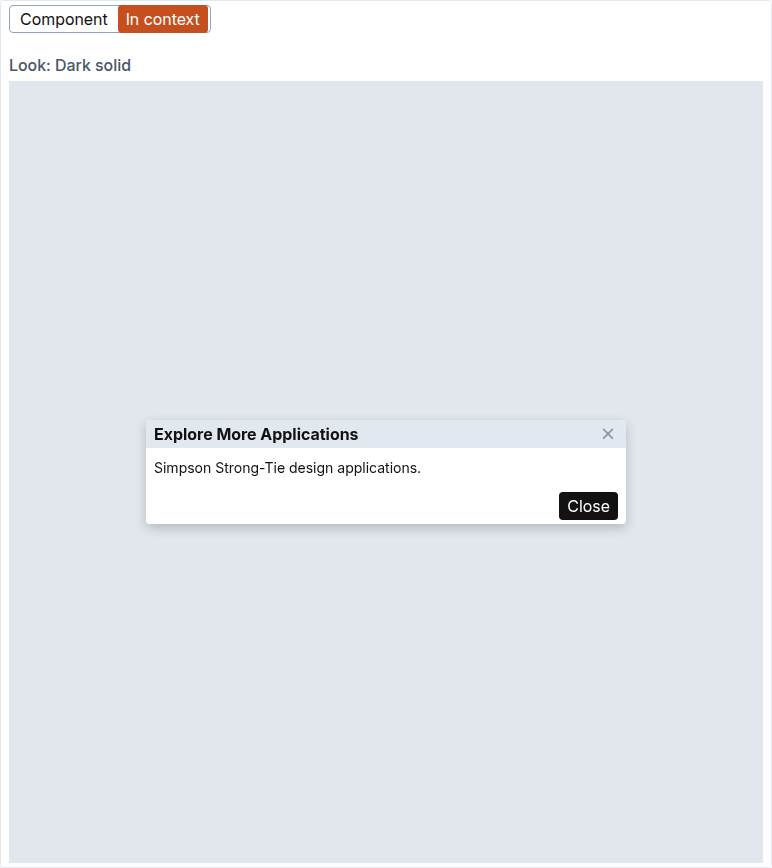 Component In context
Look: Dark solid
Explore More Applications
Simpson Strong-Tie design applications.
Close